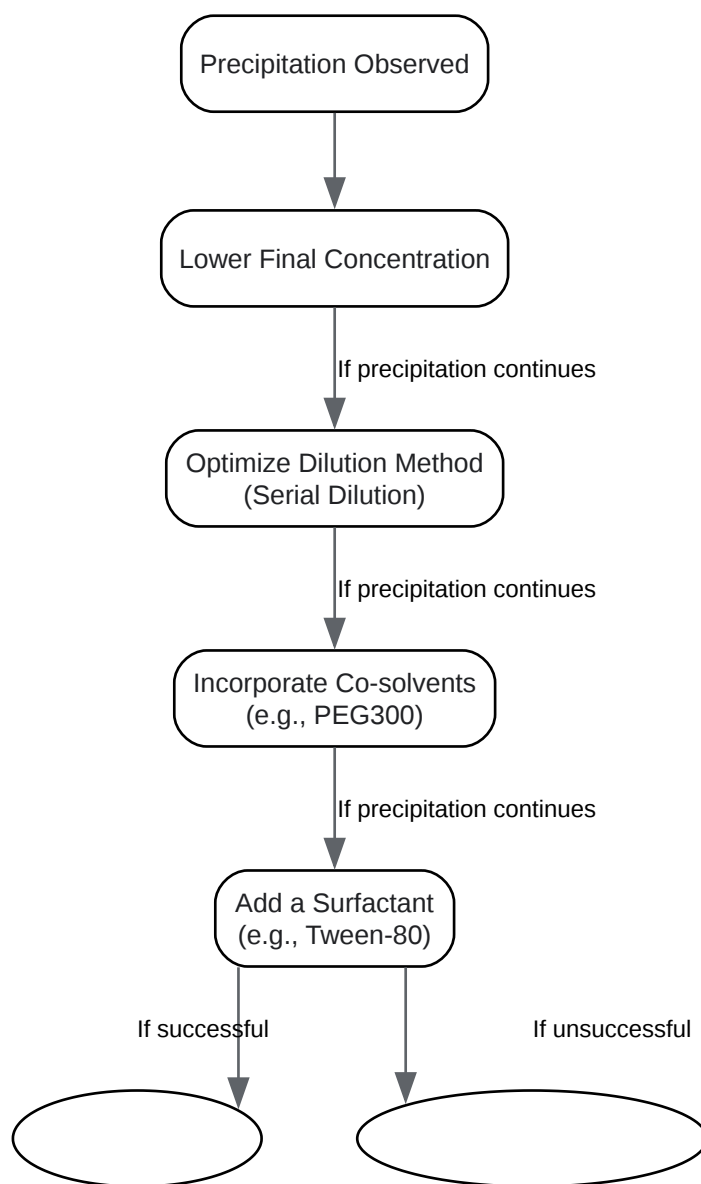 Precipitation Observed
Lower Final Concentration
If precipitation continues
Optimize Dilution Method
(Serial Dilution)
If precipitation continues
Incorporate Co-solvents
(e.g., PEG300)
If precipitation continues
Add a Surfactant
(e.g., Tween-80)
If successful
If unsuccessful